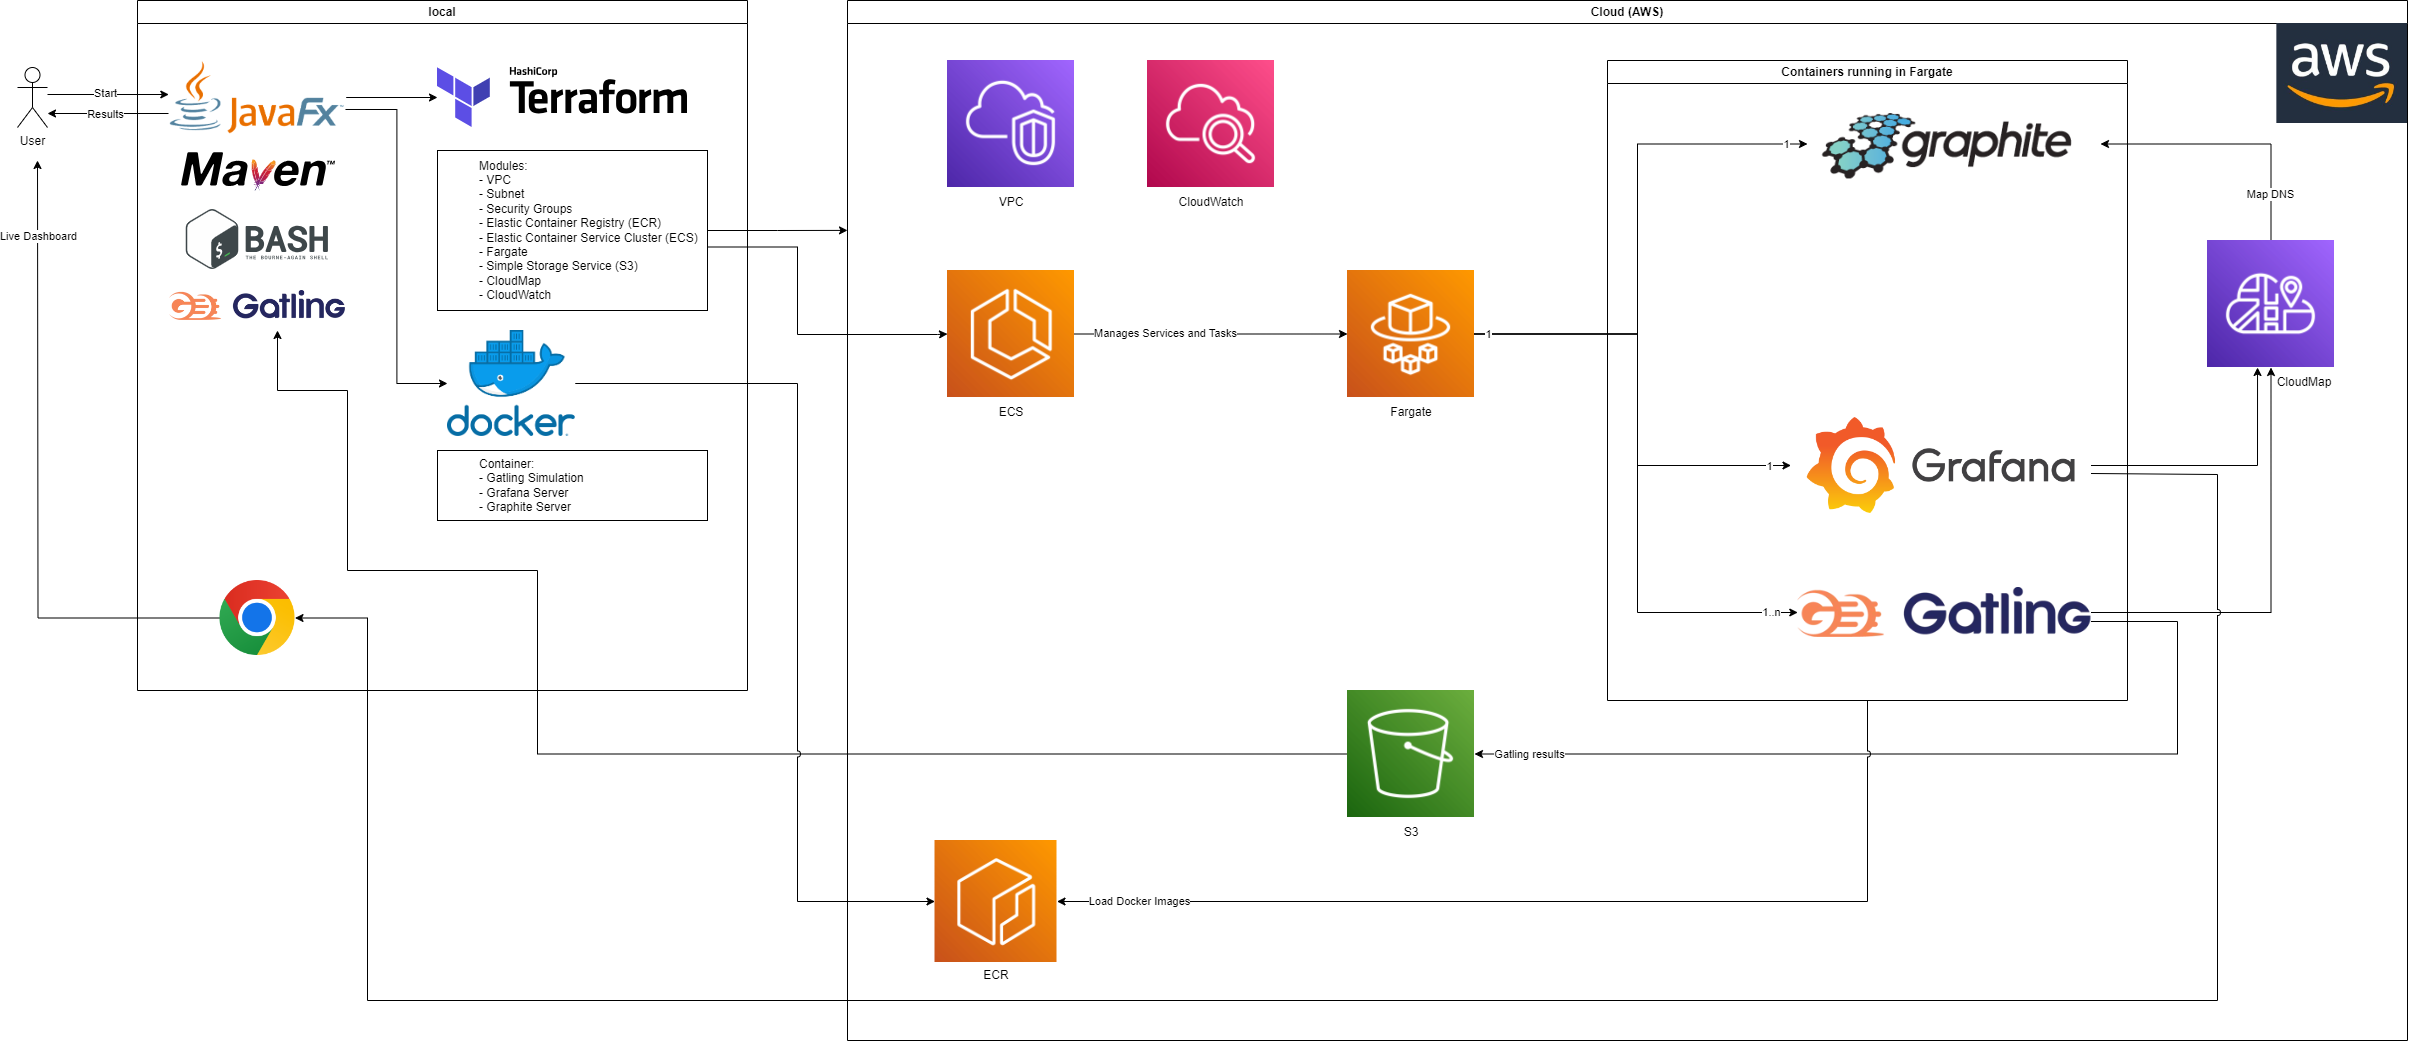 local
Cloud (AWS)
aws
User
Start
Results
Live Dashboard
JavaFx
Maven™
BASH
THE BOURNE-AGAIN SHELL
Gatling
HashiCorp
Terraform
Modules:
- VPC
- Subnet
- Security Groups
- Elastic Container Registry (ECR)
- Elastic Container Service Cluster (ECS)
- Fargate
- Simple Storage Service (S3)
- CloudMap
- CloudWatch
docker
Container:
- Gatling Simulation
- Grafana Server
- Graphite Server
VPC
CloudWatch
ECS
Manages Services and Tasks
Fargate
1
Containers running in Fargate
1
graphite
Map DNS
CloudMap
1
Grafana
1..n
Gatling
Gatling results
S3
Load Docker Images
ECR